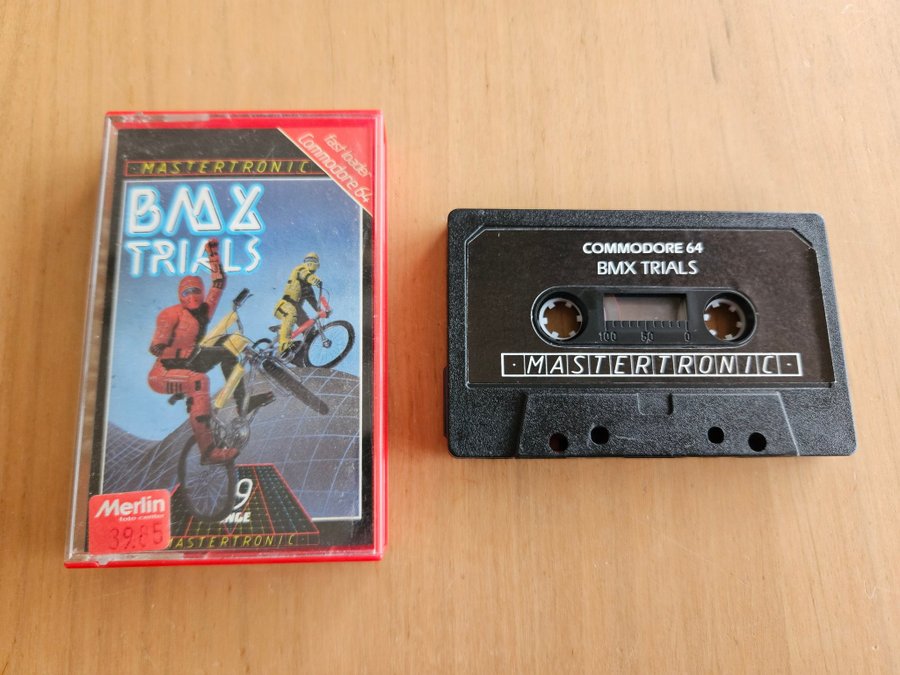 MASTERTRONIC
fast loader
Commodore 64
BMX
TRIALS
Merlin
foto-center
39.85
MASTERTRONIC
COMMODORE 64
BMX TRIALS
100 50 0
MASTERTRONIC